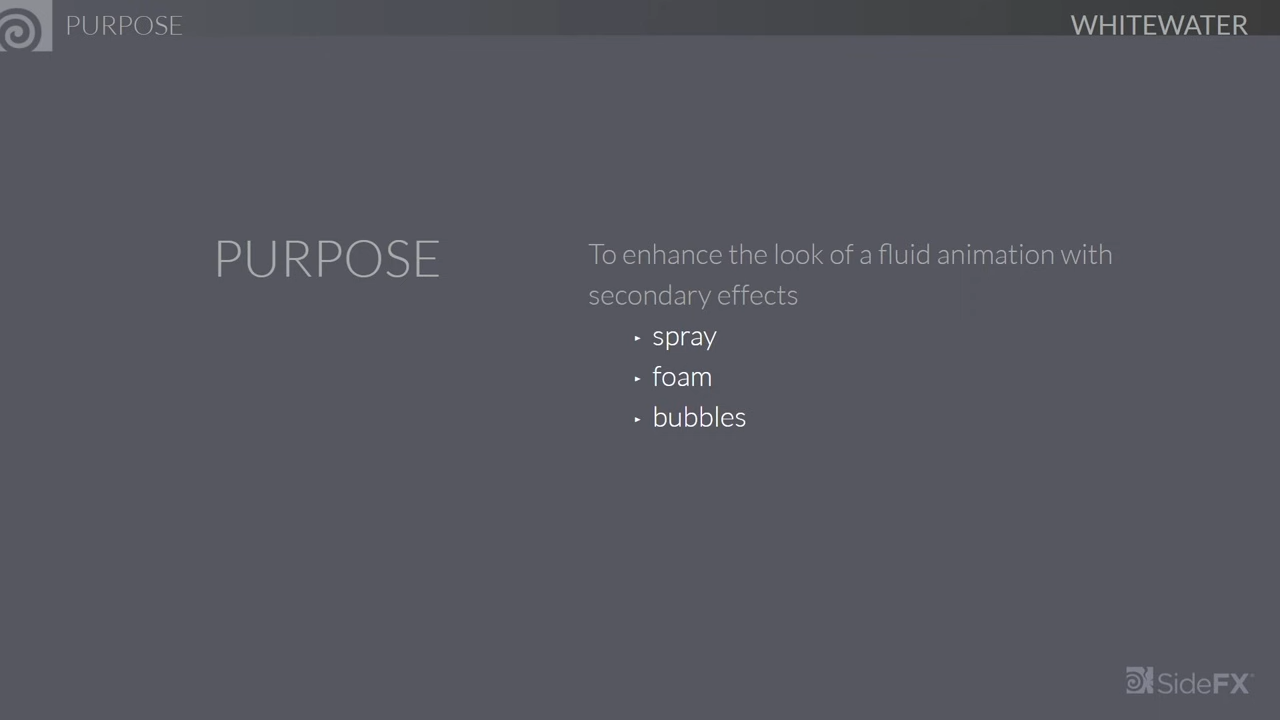 PURPOSE
WHITEWATER
PURPOSE
To enhance the look of a fluid animation with
secondary effects
‣ spray
‣ foam
‣ bubbles
SideFX